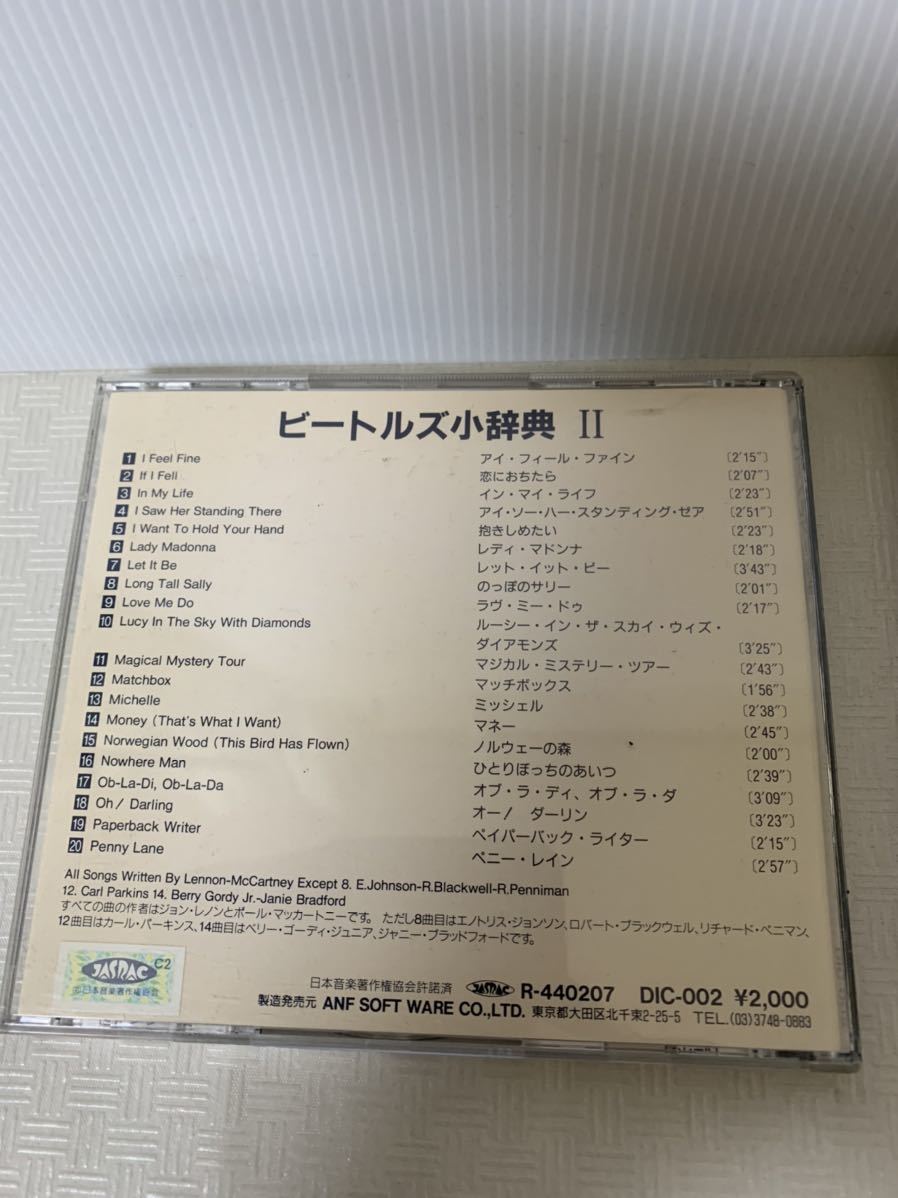 ビートルズ小辞典 II
1 I Feel Fine アイ・フィール・ファイン 〔2'15"〕
2 If I Fell 恋におちたら 〔2'07"〕
3 In My Life イン・マイ・ライフ 〔2'23"〕
4 I Saw Her Standing There アイ・ソー・ハー・スタンディング・ゼア 〔2'51"〕
5 I Want To Hold Your Hand 抱きしめたい 〔2'23"〕
6 Lady Madonna レディ・マドンナ 〔2'18"〕
7 Let It Be レット・イット・ビー 〔3'43"〕
8 Long Tall Sally のっぽのサリー 〔2'01"〕
9 Love Me Do ラヴ・ミー・ドゥ 〔2'17"〕
10 Lucy In The Sky With Diamonds ルーシー・イン・ザ・スカイ・ウィズ・
ダイアモンズ 〔3'25"〕
11 Magical Mystery Tour マジカル・ミステリー・ツアー 〔2'43"〕
12 Matchbox マッチボックス 〔1'56"〕
13 Michelle ミッシェル 〔2'38"〕
14 Money (That's What I Want) マネー 〔2'45"〕
15 Norwegian Wood (This Bird Has Flown) ノルウェーの森 〔2'00"〕
16 Nowhere Man ひとりぼっちのあいつ 〔2'39"〕
17 Ob-La-Di, Ob-La-Da オブ・ラ・ディ、オブ・ラ・ダ 〔3'09"〕
18 Oh! Darling オー! ダーリン 〔3'23"〕
19 Paperback Writer ペイパーバック・ライター 〔2'15"〕
20 Penny Lane ペニー・レイン 〔2'57"〕
All Songs Written By Lennon-McCartney Except 8. E.Johnson-R.Blackwell-R.Penniman
12. Carl Parkins 14. Berry Gordy Jr.-Janie Bradford
すべての曲の作者はジョン・レノンとポール・マッカートニーです。ただし8曲目はエノトリス・ジョンソン、ロバート・ブラックウェル、リチャード・ペニマン、
12曲目はカール・パーキンス、14曲目はベリー・ゴーディ・ジュニア、ジャニー・ブラッドフォードです。
JASRAC C2
日本音楽著作権協会
日本音楽著作権協会許諾済 JASRAC R-440207 DIC-002 ¥2,000
製造発売元 ANF SOFT WARE CO.,LTD. 東京都大田区北千束2-25-5 TEL.(03)3748-0883